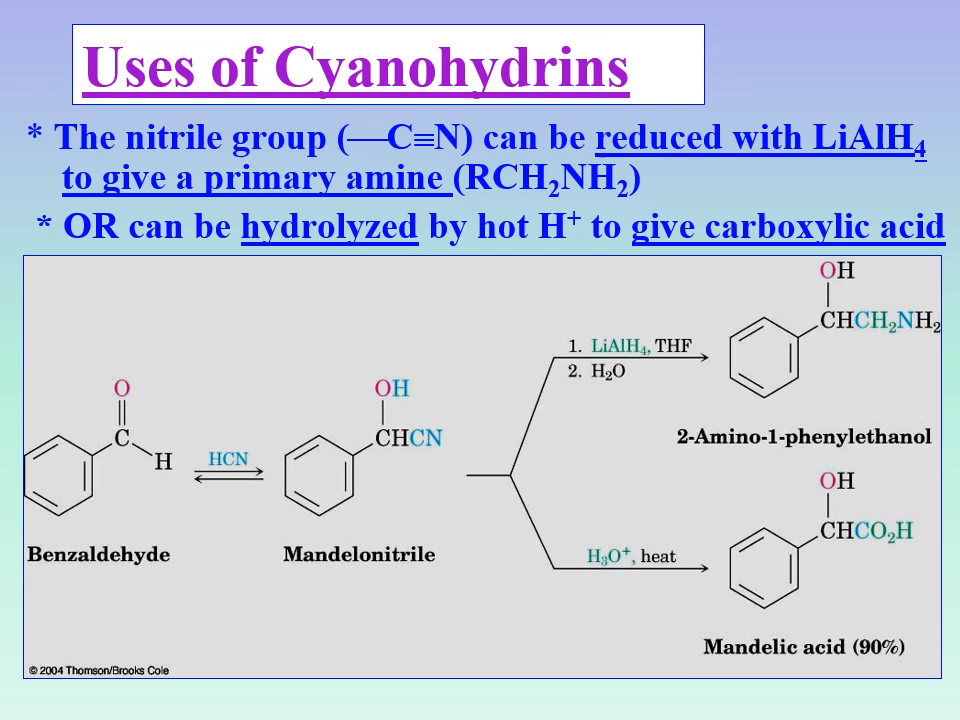 Uses of Cyanohydrins
* The nitrile group (—C≡N) can be reduced with LiAlH₄
to give a primary amine (RCH₂NH₂)
* OR can be hydrolyzed by hot H⁺ to give carboxylic acid
O
C
H
Benzaldehyde
HCN
OH
CHCN
Mandelonitrile
1. LiAlH₄, THF
2. H₂O
OH
CHCH₂NH₂
2-Amino-1-phenylethanol
H₃O⁺, heat
OH
CHCO₂H
Mandelic acid (90%)
© 2004 Thomson/Brooks Cole